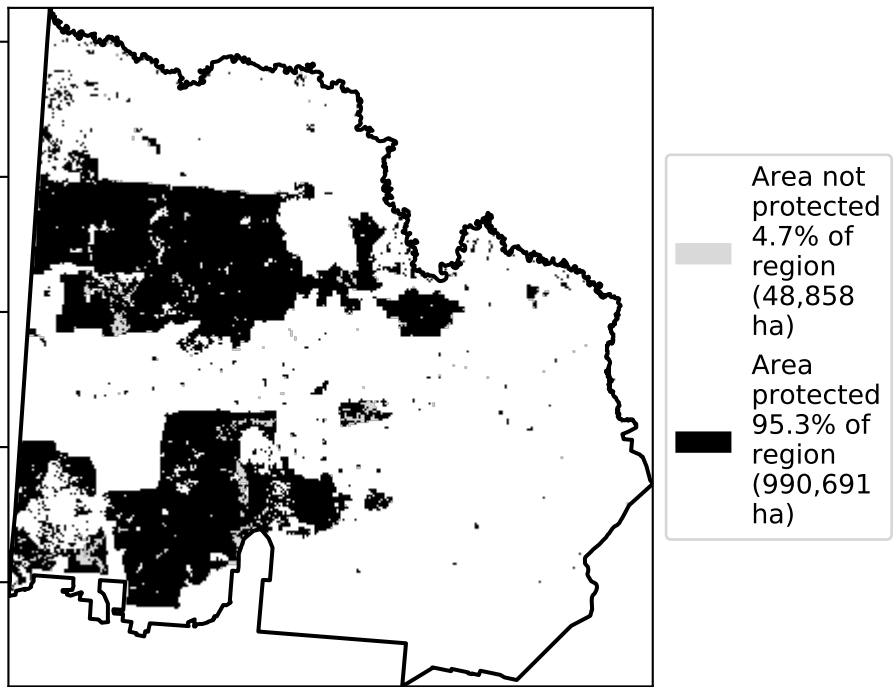 Area not
protected
4.7% of
region
(48,858
ha)
Area
protected
95.3% of
region
(990,691
ha)